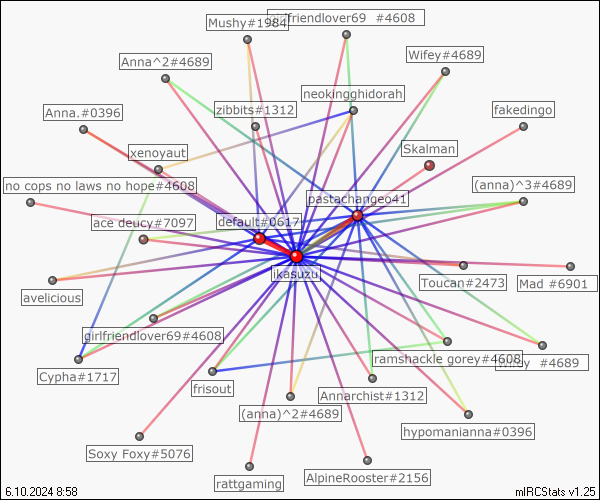 Mushy#1984
girlfriendlover69 #4608
Anna^2#4689
Wifey#4689
neokingghidorah
Anna.#0396
zibbits#1312
fakedingo
xenoyaut
Skalman
no cops no laws no hope#4608
(anna)^3#4689
pastachangeo41
ace deucy#7097
default#0617
ikasuzu
Toucan#2473
Mad #6901
avelicious
girlfriendlover69#4608
ramshackle gorey#4608
#4689
Cypha#1717
frisout
Annarchist#1312
(anna)^2#4689
hypomanianna#0396
Soxy Foxy#5076
rattgaming
AlpineRooster#2156
6.10.2024 8:58
mIRCStats v1.25